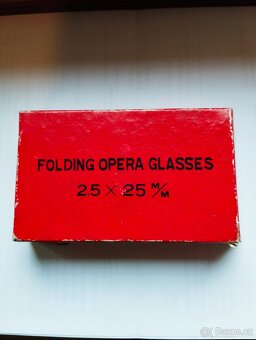 FOLDING OPERA GLASSES
2.5 × 25 M/M
Bazos.cz